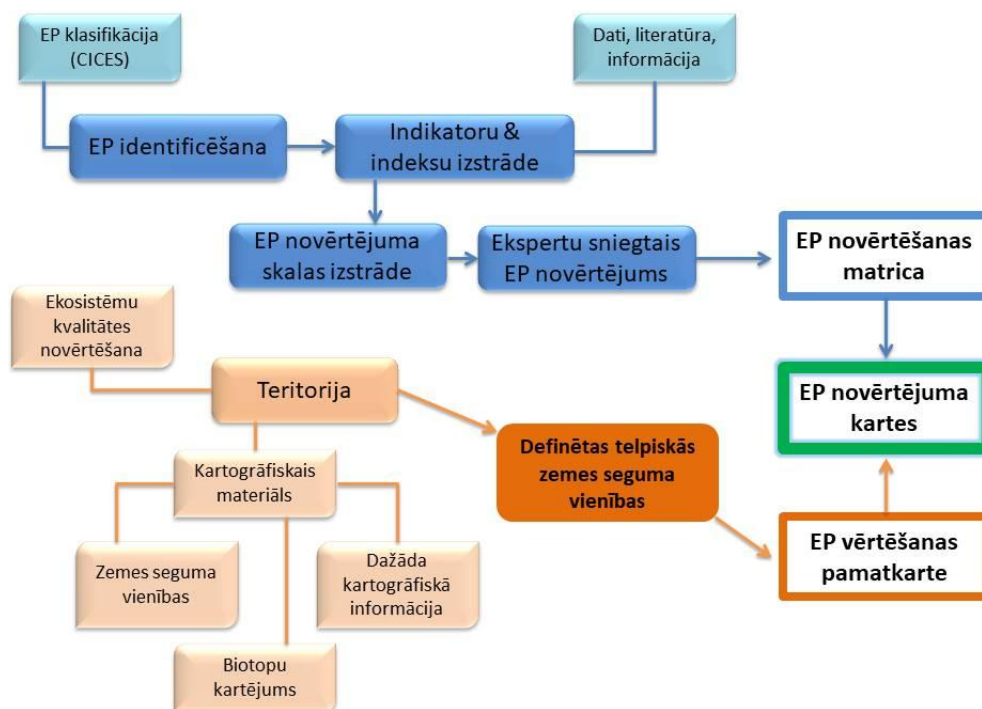 EP klasifikācija
(CICES)
Dati, literatūra,
informācija
EP identificēšana
Indikatoru &
indeksu izstrāde
EP novērtējuma
skalas izstrāde
Ekspertu sniegtais
EP novērtējums
EP novērtēšanas
matrica
Ekosistēmu
kvalitātes
novērtēšana
Teritorija
EP novērtējuma
kartes
Definētas telpiskās
zemes seguma
vienības
Kartogrāfiskais
materiāls
EP vērtēšanas
pamatkarte
Zemes seguma
vienības
Dažāda
kartogrāfiskā
informācija
Biotopu
kartējums